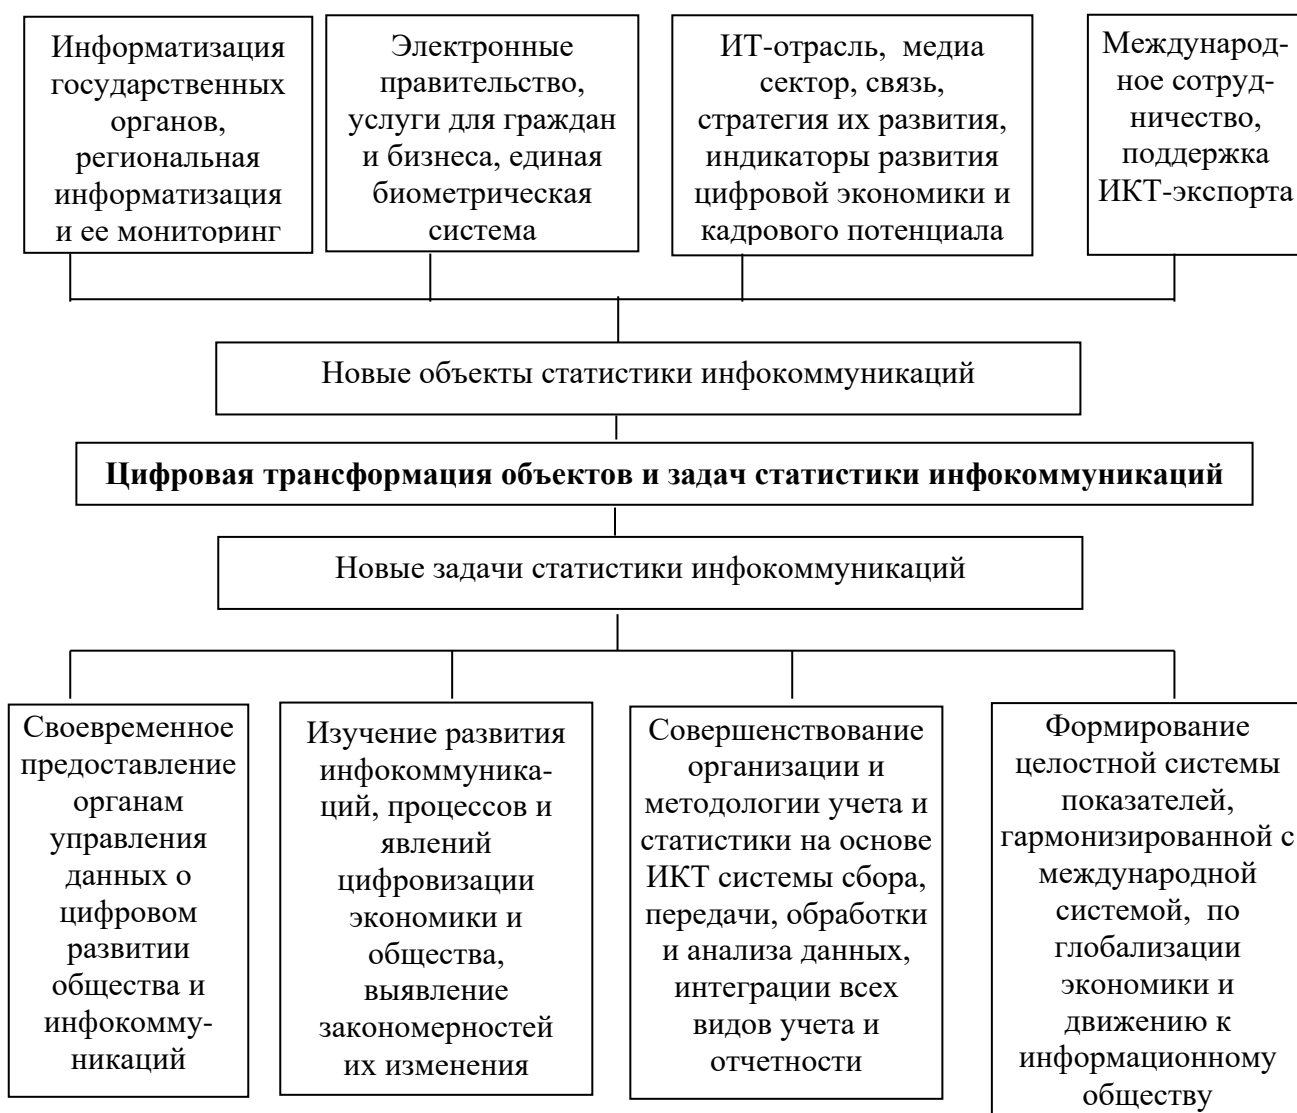 Информатизация
государственных
органов,
региональная
информатизация
и ее мониторинг
Электронные
правительство,
услуги для граждан
и бизнеса, единая
биометрическая
система
ИТ-отрасль, медиа
сектор, связь,
стратегия их развития,
индикаторы развития
цифровой экономики и
кадрового потенциала
Международ-
ное сотруд-
ничество,
поддержка
ИКТ-экспорта
Новые объекты статистики инфокоммуникаций
Цифровая трансформация объектов и задач статистики инфокоммуникаций
Новые задачи статистики инфокоммуникаций
Своевременное
предоставление
органам
управления
данных о
цифровом
развитии
общества и
инфокомму-
никаций
Изучение развития
инфокоммуника-
ций, процессов и
явлений
цифровизации
экономики и
общества,
выявление
закономерностей
их изменения
Совершенствование
организации и
методологии учета и
статистики на основе
ИКТ системы сбора,
передачи, обработки
и анализа данных,
интеграции всех
видов учета и
отчетности
Формирование
целостной системы
показателей,
гармонизированной с
международной
системой, по
глобализации
экономики и
движению к
информационному
обществу